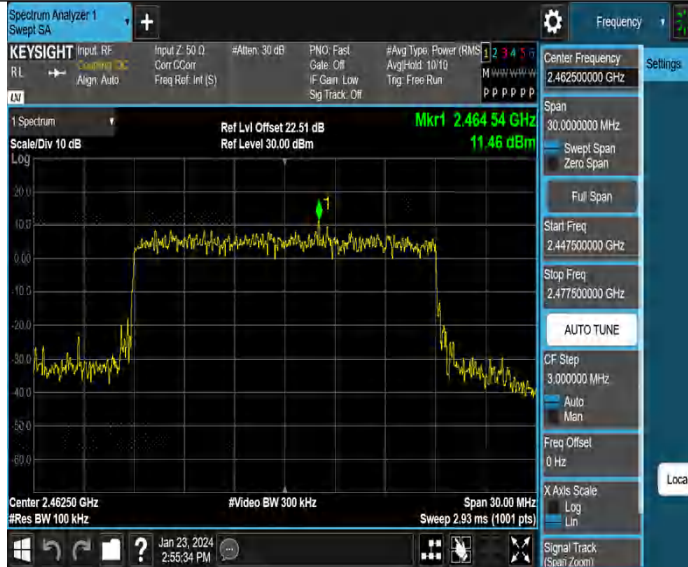 Spectrum Analyzer 1
Swept SA
+
Frequency
KEYSIGHT
RL
Input: RF
Coupling: DC
Align: Auto
Input Z: 50 Ω
Corr CCorr
Freq Ref: Int (S)
#Atten: 30 dB
PNO: Fast
Gate: Off
IF Gain: Low
Sig Track: Off
#Avg Type: Power (RMS
Avg|Hold: 10/10
Trig: Free Run
1 2 3 4 5 6
M W W W W W
P P P P P P
LXI
1 Spectrum
Scale/Div 10 dB
Log
Ref Lvl Offset 22.51 dB
Ref Level 30.00 dBm
Mkr1 2.464 54 GHz
11.46 dBm
1
20.0
10.0
0.00
-10.0
-20.0
-30.0
-40.0
-50.0
-60.0
Center 2.46250 GHz
#Res BW 100 kHz
#Video BW 300 kHz
Span 30.00 MHz
Sweep 2.93 ms (1001 pts)
?
Jan 23, 2024
2:55:34 PM
Center Frequency
2.462500000 GHz
Span
30.0000000 MHz
Swept Span
Zero Span
Full Span
Start Freq
2.447500000 GHz
Stop Freq
2.477500000 GHz
AUTO TUNE
CF Step
3.000000 MHz
Auto
Man
Freq Offset
0 Hz
X Axis Scale
Log
Lin
Signal Track
(Span Zoom)
Settings
Loca